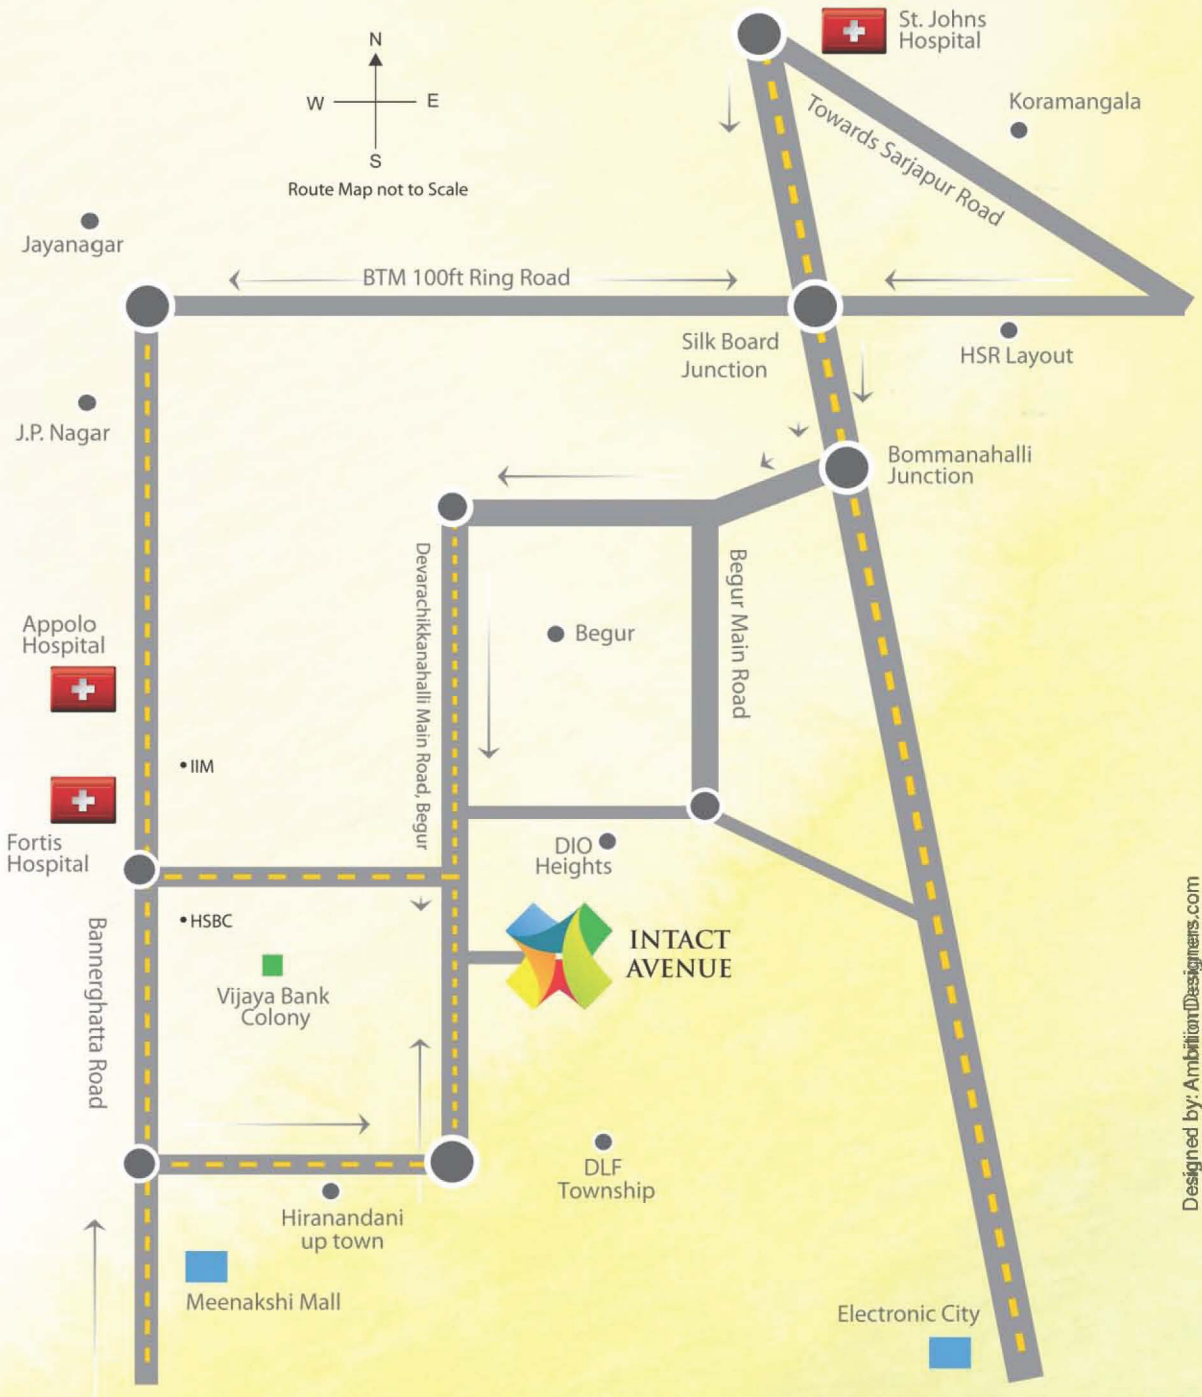 St. Johns
Hospital
N
W
E
S
Route Map not to Scale
Koramangala
Towards Sarjapur Road
Jayanagar
BTM 100ft Ring Road
Silk Board
Junction
HSR Layout
J.P. Nagar
Bommanahalli
Junction
Devarachikkanahalli Main Road, Begur
Begur Main Road
Begur
Appolo
Hospital
IIM
Fortis
Hospital
DIO
Heights
HSBC
INTACT
AVENUE
Bannerghatta Road
Vijaya Bank
Colony
DLF
Township
Hiranandani
up town
Meenakshi Mall
Electronic City
Designed by: AmbitionDesigners.com